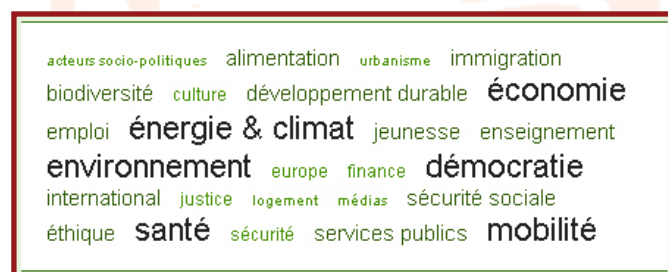 acteurs socio-politiques alimentation urbanisme immigration
biodiversité culture développement durable économie
emploi énergie & climat jeunesse enseignement
environnement europe finance démocratie
international justice logement médias sécurité sociale
éthique santé sécurité services publics mobilité